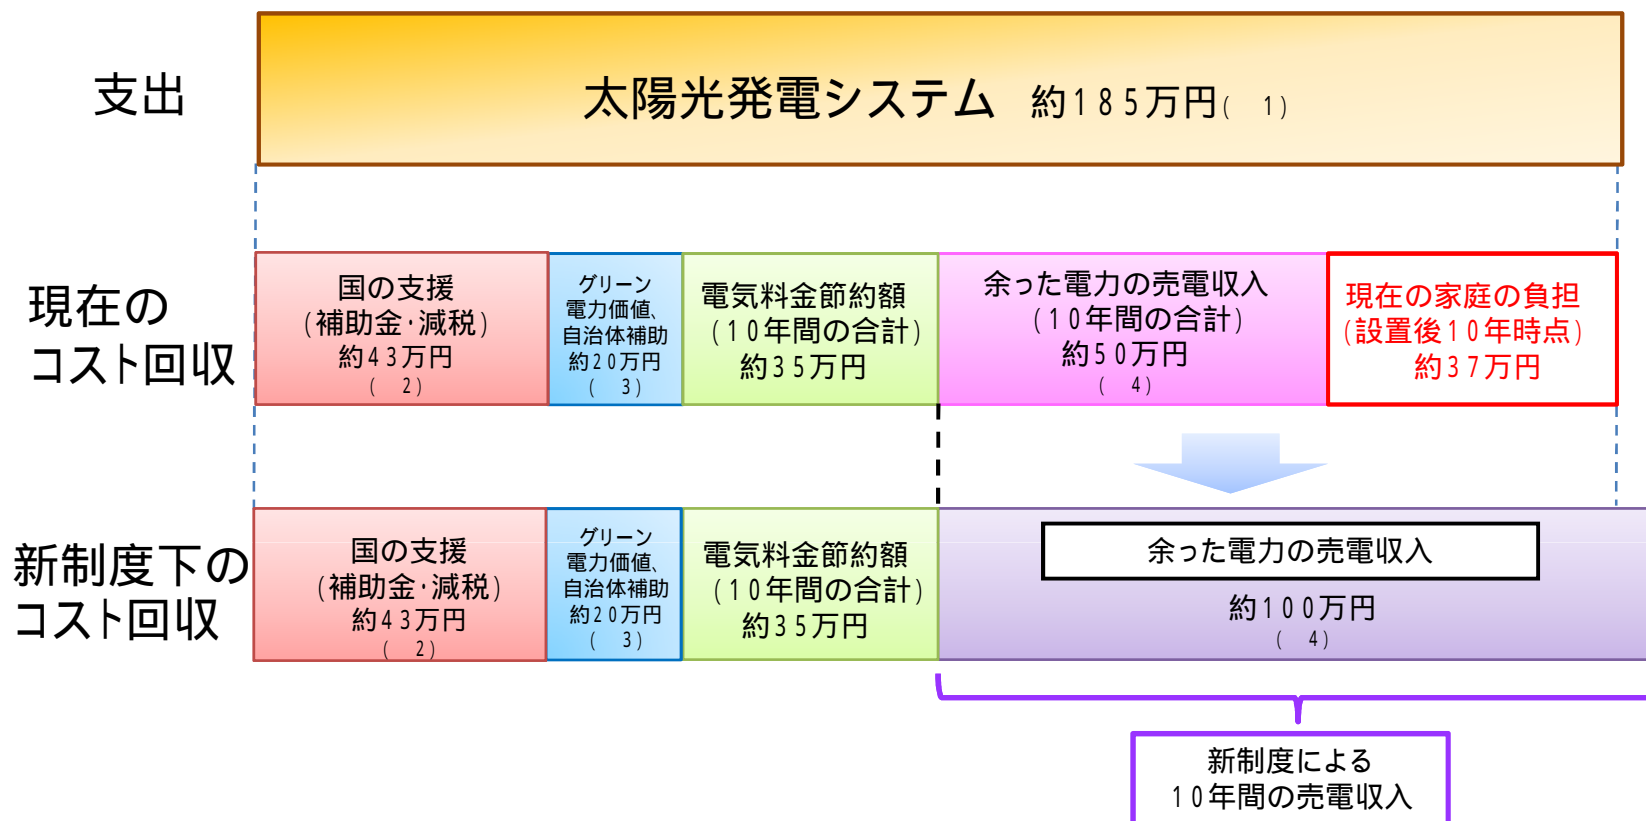 支出
太陽光発電システム 約185万円( 1)
現在の
コスト回収
国の支援
(補助金・減税)
約43万円
( 2)
グリーン
電力価値、
自治体補助
約20万円
( 3)
電気料金節約額
(10年間の合計)
約35万円
余った電力の売電収入
(10年間の合計)
約50万円
( 4)
現在の家庭の負担
(設置後10年時点)
約37万円
新制度下の
コスト回収
国の支援
(補助金・減税)
約43万円
( 2)
グリーン
電力価値、
自治体補助
約20万円
( 3)
電気料金節約額
(10年間の合計)
約35万円
余った電力の売電収入
約100万円
( 4)
新制度による
10年間の売電収入